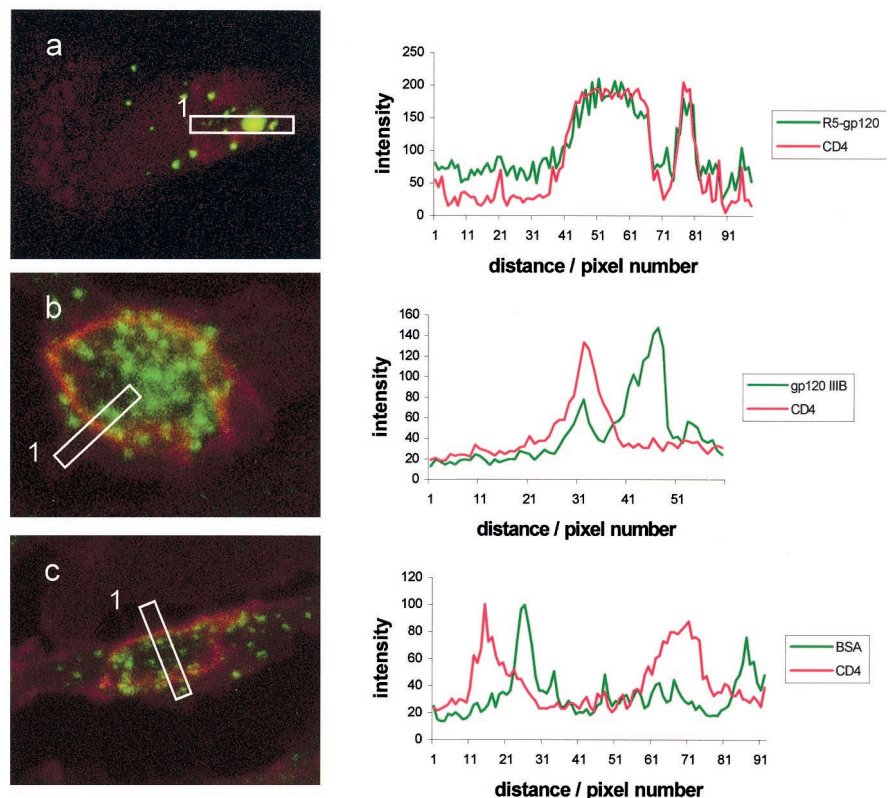 a
1
250
200
150
100
50
0
intensity
1 11 21 31 41 51 61 71 81 91
distance / pixel number
R5-gp120
CD4
b
1
160
140
120
100
80
60
40
20
0
intensity
1 11 21 31 41 51
distance / pixel number
gp120 IIIB
CD4
c
1
120
100
80
60
40
20
0
intensity
1 11 21 31 41 51 61 71 81 91
distance / pixel number
BSA
CD4